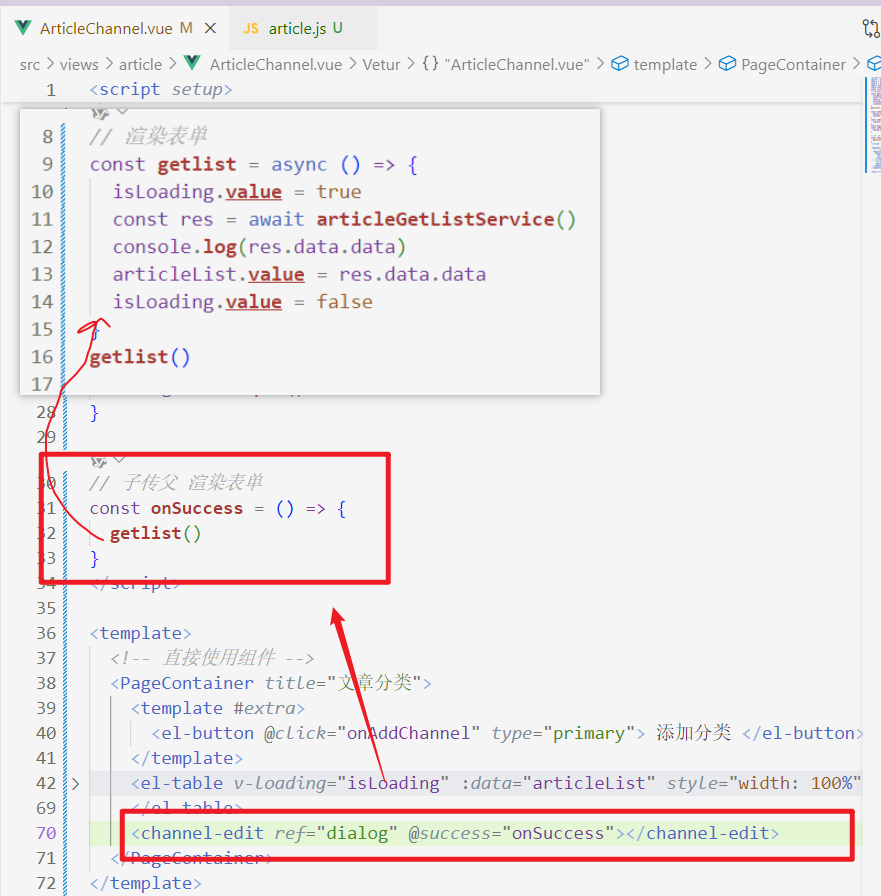 ArticleChannel.vue M ×
JS article.js U
src > views > article > ArticleChannel.vue > Vetur > {} "ArticleChannel.vue" > template > PageContainer >
1 <script setup>
8 // 渲染表单
9 const getlist = async () => {
10 isLoading.value = true
11 const res = await articleGetListService()
12 console.log(res.data.data)
13 articleList.value = res.data.data
14 isLoading.value = false
15 }
16 getlist()
17
28 }
29
30 // 子传父 渲染表单
31 const onSuccess = () => {
32 getlist()
33 }
34 </script>
35
36 <template>
37 <!-- 直接使用组件 -->
38 <PageContainer title="文章分类">
39 <template #extra>
40 <el-button @click="onAddChannel" type="primary"> 添加分类 </el-button>
41 </template>
42 > <el-table v-loading="isLoading" :data="articleList" style="width: 100%"
69 </el-table>
70 <channel-edit ref="dialog" @success="onSuccess"></channel-edit>
71 </PageContainer>
72 </template>